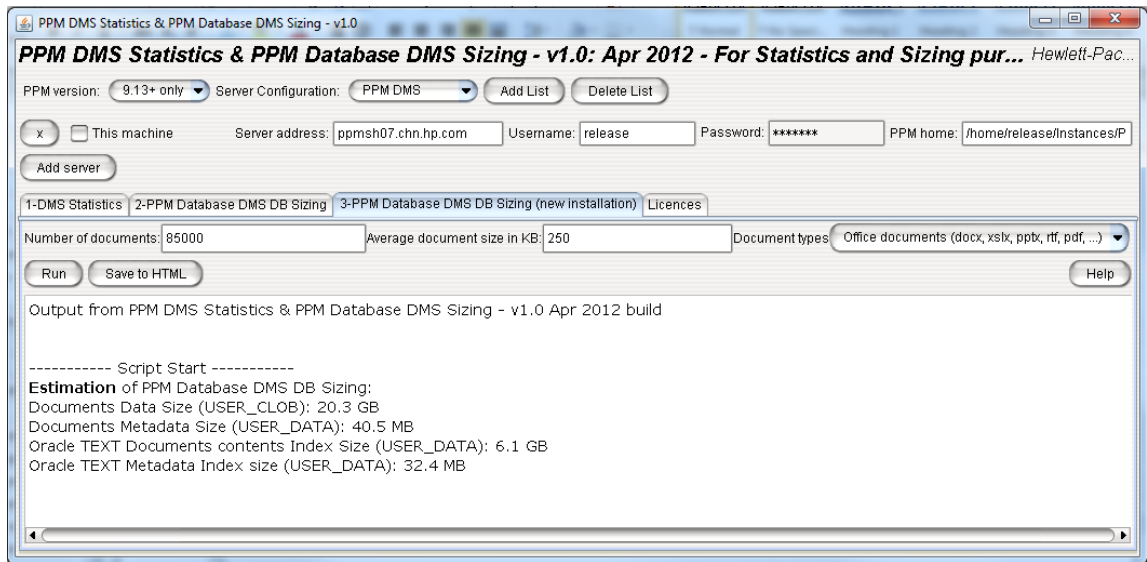 PPM DMS Statistics & PPM Database DMS Sizing - v1.0
PPM DMS Statistics & PPM Database DMS Sizing - v1.0: Apr 2012 - For Statistics and Sizing pur... Hewlett-Pac...
PPM version: 9.13+ only Server Configuration: PPM DMS Add List Delete List
x This machine Server address: ppmsh07.chn.hp.com Username: release Password: ******* PPM home: /home/release/Instances/P
Add server
1-DMS Statistics 2-PPM Database DMS DB Sizing 3-PPM Database DMS DB Sizing (new installation) Licences
Number of documents: 85000 Average document size in KB: 250 Document types Office documents (docx, xslx, pptx, rtf, pdf, ...)
Run Save to HTML Help
Output from PPM DMS Statistics & PPM Database DMS Sizing - v1.0 Apr 2012 build
----------- Script Start -----------
Estimation of PPM Database DMS DB Sizing:
Documents Data Size (USER_CLOB): 20.3 GB
Documents Metadata Size (USER_DATA): 40.5 MB
Oracle TEXT Documents contents Index Size (USER_DATA): 6.1 GB
Oracle TEXT Metadata Index size (USER_DATA): 32.4 MB